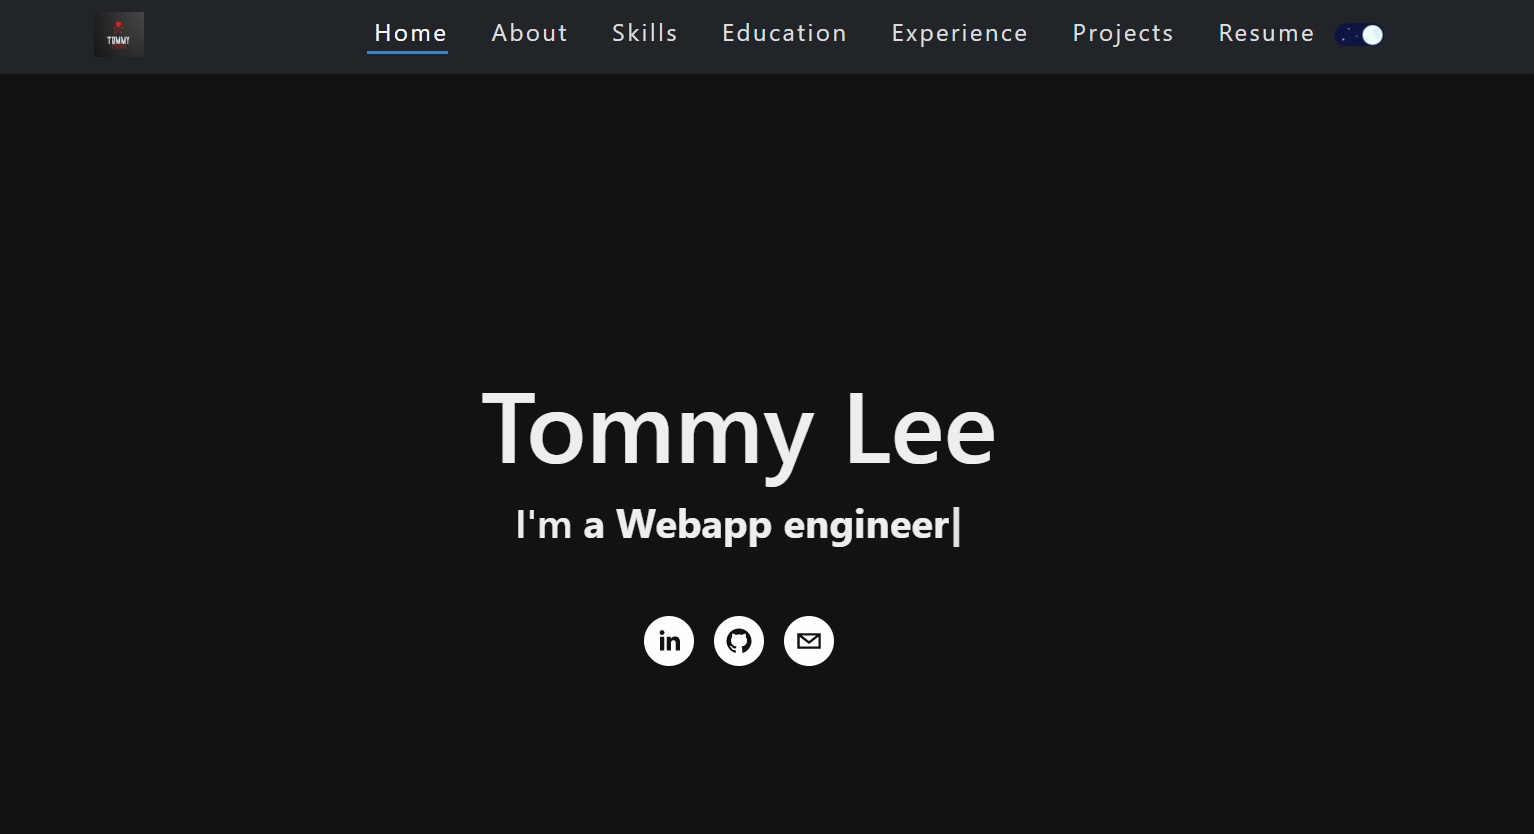 TOMMY
Home About Skills Education Experience Projects Resume
Tommy Lee
I'm a Webapp engineer|
in